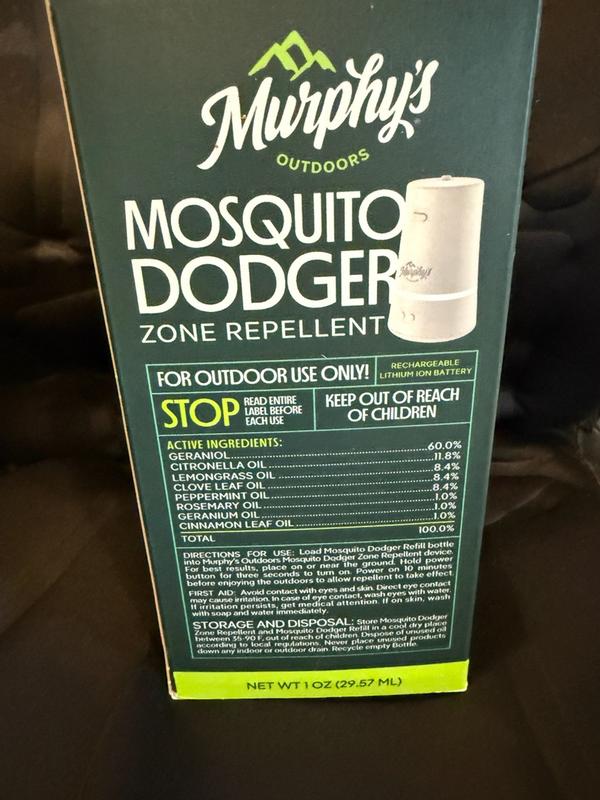 Murphy's
OUTDOORS
MOSQUITO
DODGER
ZONE REPELLENT
Murphy's
FOR OUTDOOR USE ONLY!
RECHARGEABLE
LITHIUM ION BATTERY
STOP
READ ENTIRE
LABEL BEFORE
EACH USE
KEEP OUT OF REACH
OF CHILDREN
ACTIVE INGREDIENTS:
GERANIOL 60.0%
CITRONELLA OIL 11.8%
LEMONGRASS OIL 8.4%
CLOVE LEAF OIL 8.4%
PEPPERMINT OIL 8.4%
ROSEMARY OIL 1.0%
GERANIUM OIL 1.0%
CINNAMON LEAF OIL 1.0%
TOTAL 100.0%
DIRECTIONS FOR USE: Load Mosquito Dodger Refill bottle
into Murphy's Outdoors Mosquito Dodger Zone Repellent device.
For best results, place on or near the ground. Hold power
button for three seconds to turn on. Power on 10 minutes
before enjoying the outdoors to allow repellent to take effect
FIRST AID: Avoid contact with eyes and skin. Direct eye contact
may cause irritation. In case of eye contact, wash eyes with water.
If irritation persists, get medical attention. If on skin, wash
with soap and water immediately.
STORAGE AND DISPOSAL: Store Mosquito Dodger
Zone Repellent and Mosquito Dodger Refill in a cool dry place
between 35-90 F, out of reach of children. Dispose of unused oil
according to local regulations. Never place unused products
down any indoor or outdoor drain. Recycle empty Bottle.
NET WT 1 OZ (29.57 ML)